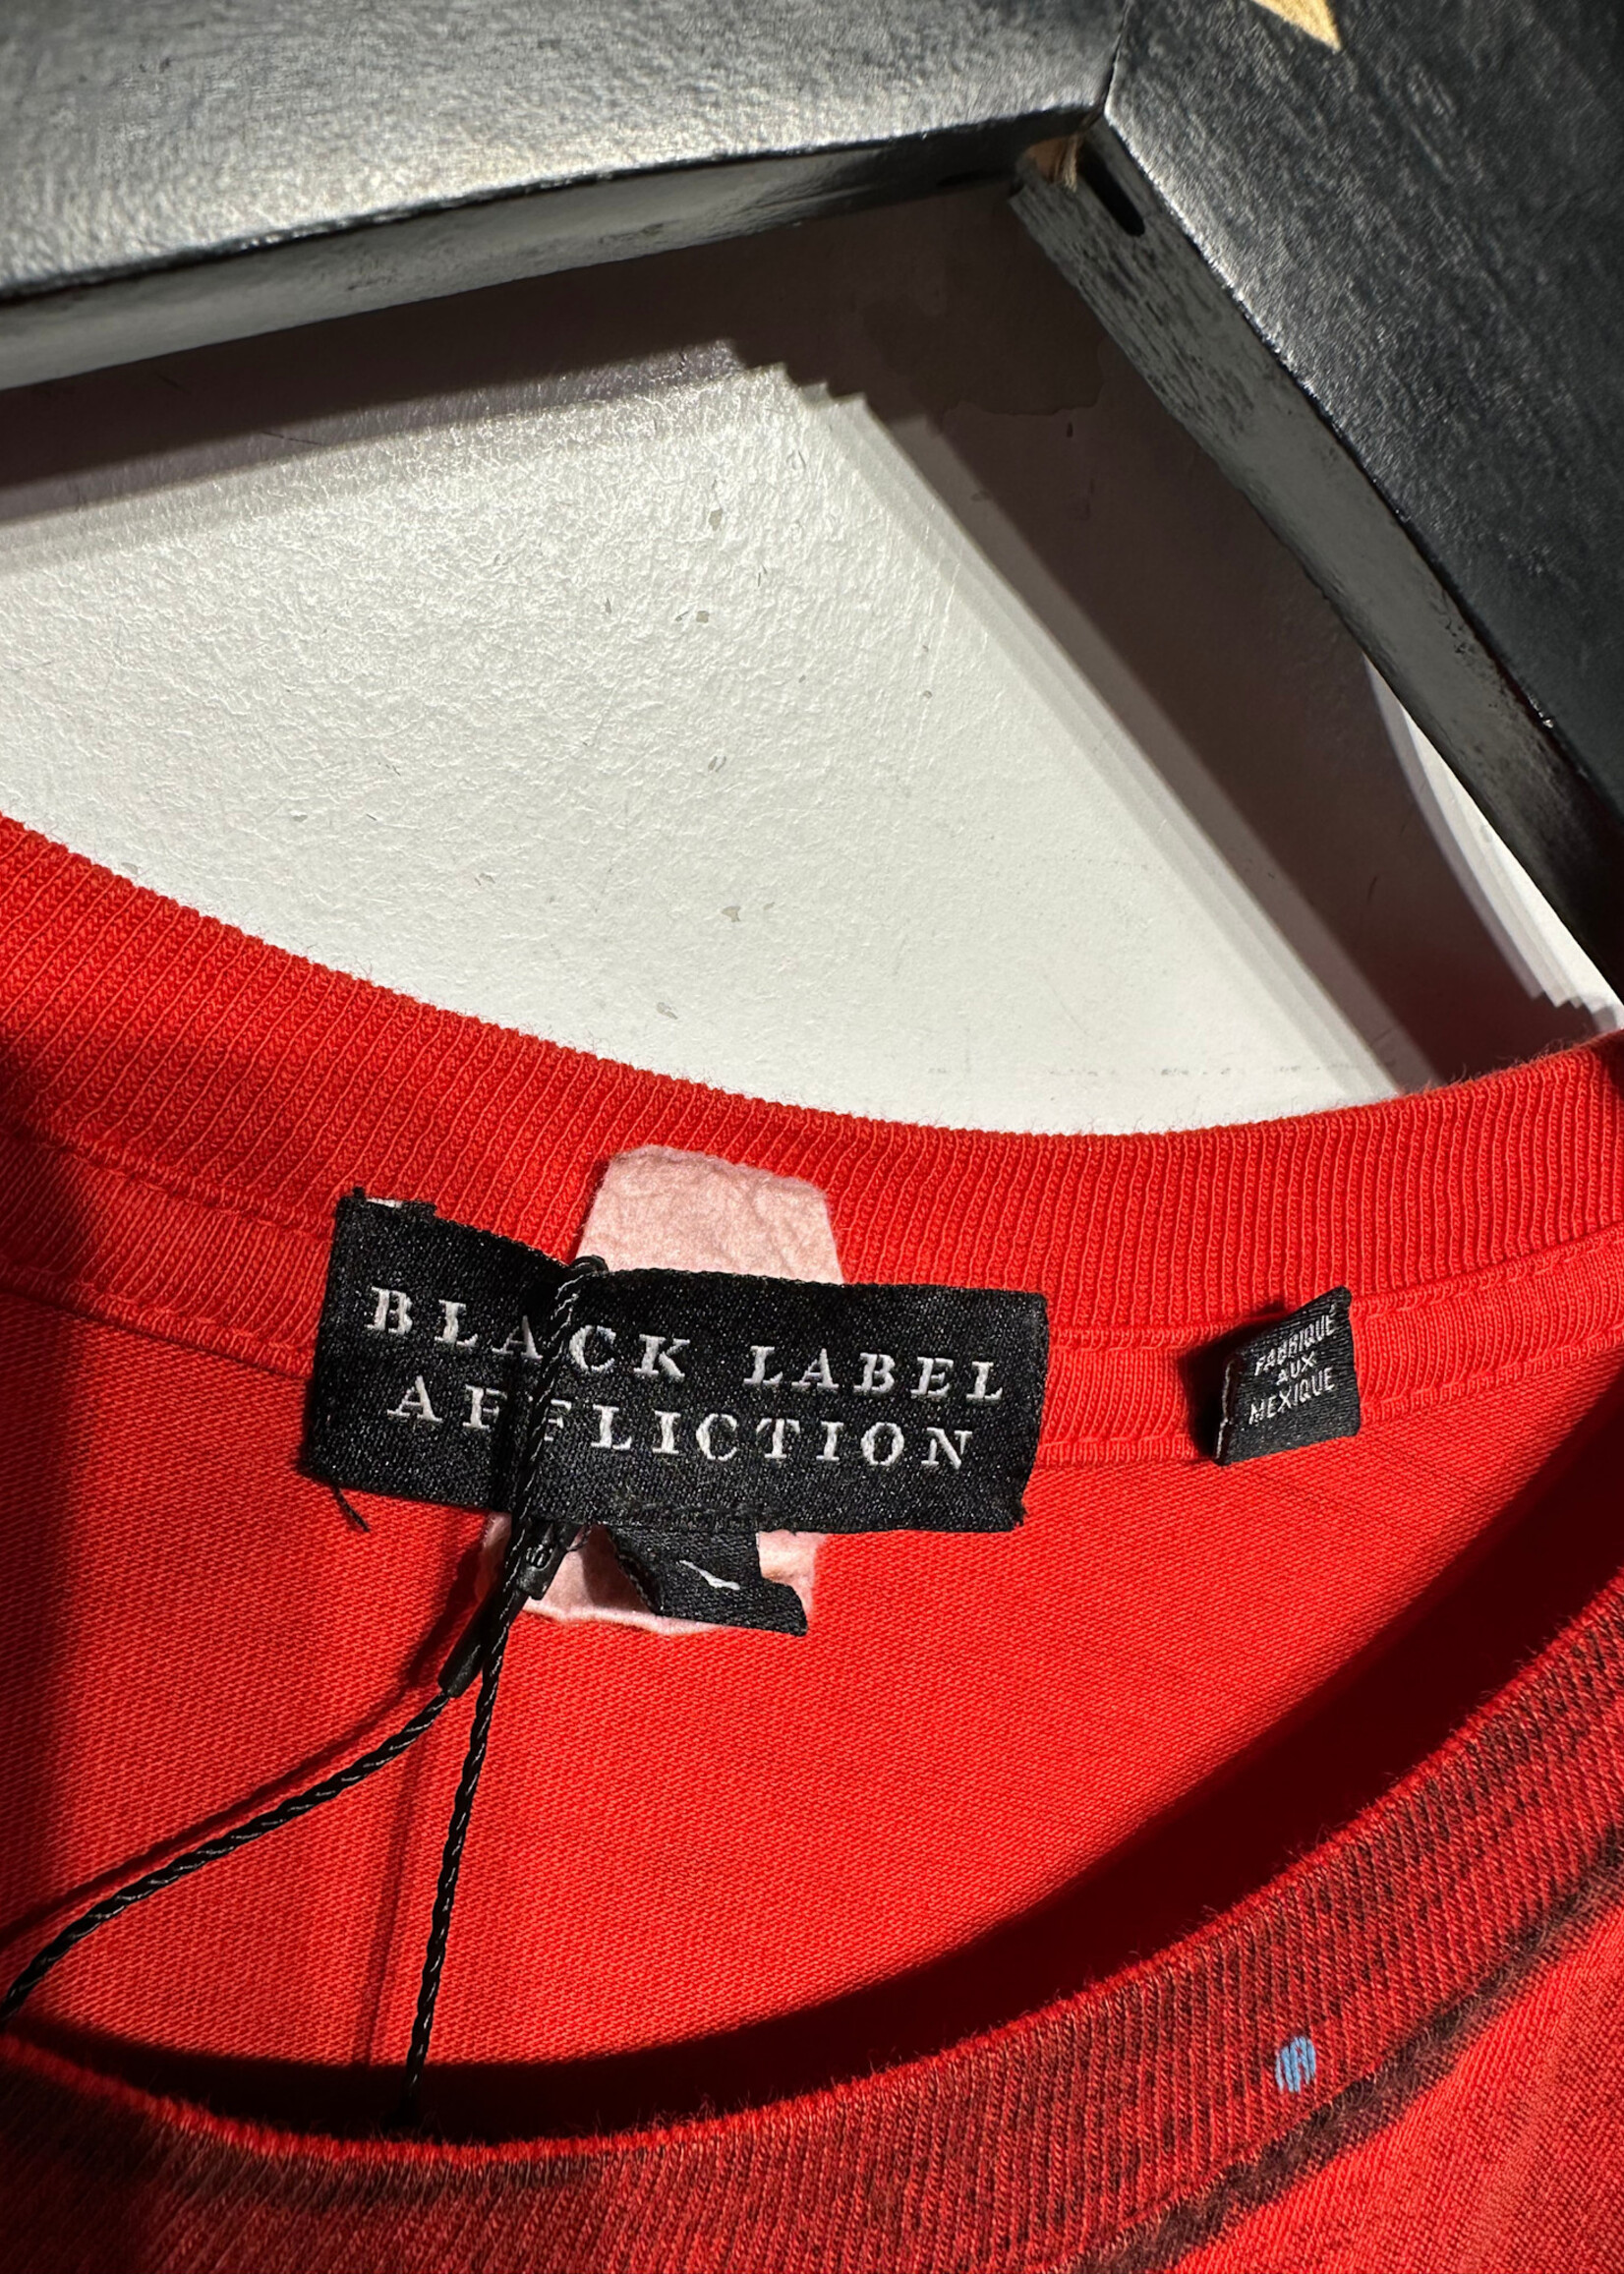 BLACK LABEL
AFFLICTION
FABRIQUE
AUX
MEXIQUE